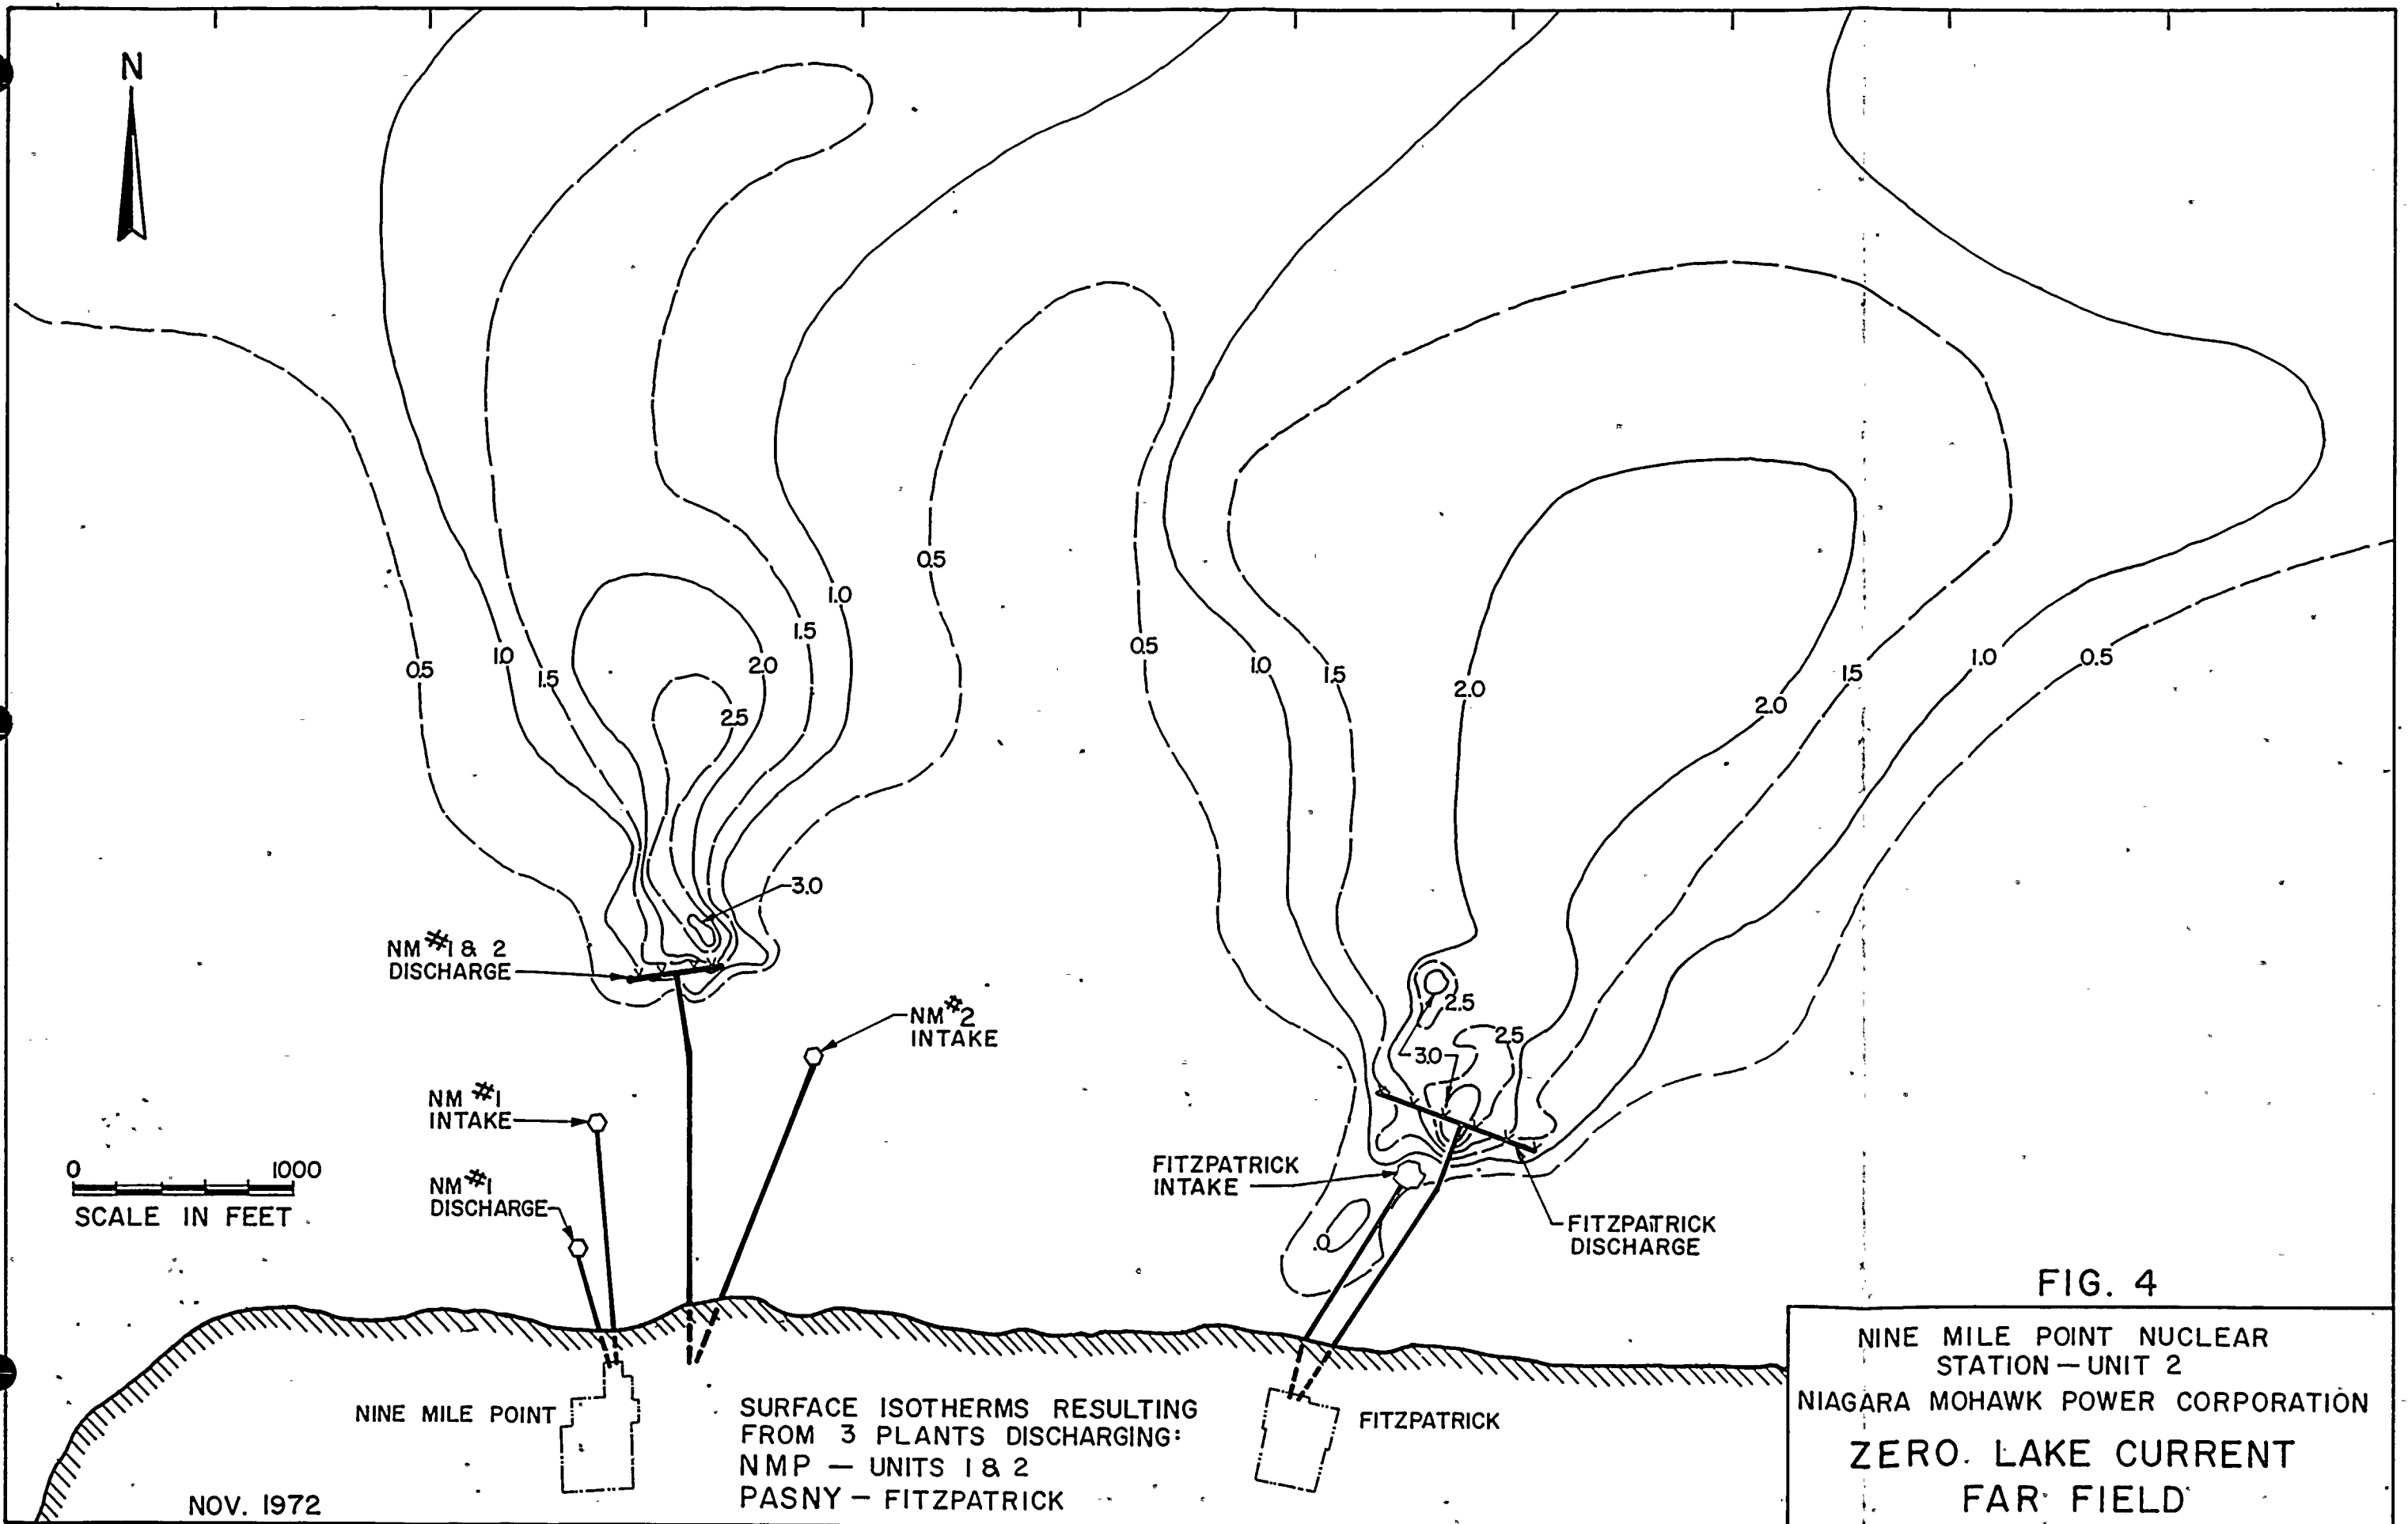 N
0.5
1.0
1.5
2.0
2.5
1.5
1.0
0.5
0.5
1.0
1.5
2.0
2.0
1.5
1.0
0.5
3.0
NM #1 & 2
DISCHARGE
NM #2
INTAKE
2.5
2.5
3.0
NM #1
INTAKE
NM #1
DISCHARGE
0 1000
SCALE IN FEET
FITZPATRICK
INTAKE
.0
FITZPATRICK
DISCHARGE
FIG. 4
NINE MILE POINT
FITZPATRICK
SURFACE ISOTHERMS RESULTING
FROM 3 PLANTS DISCHARGING:
NMP — UNITS 1 & 2
PASNY — FITZPATRICK
NOV. 1972
NINE MILE POINT NUCLEAR
STATION — UNIT 2
NIAGARA MOHAWK POWER CORPORATION
ZERO LAKE CURRENT
FAR FIELD